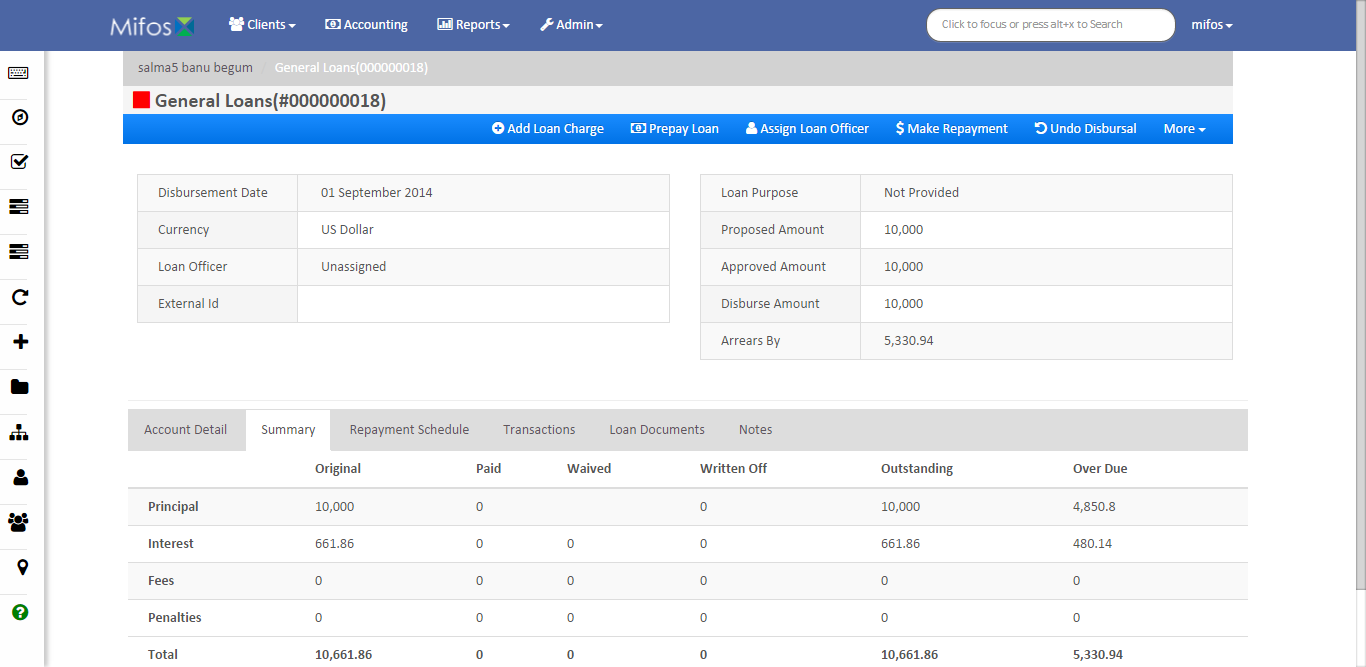 Mifos Clients Accounting Reports Admin Click to focus or press alt+x to Search mifos
salma5 banu begum / General Loans(000000018)
General Loans(#000000018)
Add Loan Charge Prepay Loan Assign Loan Officer $ Make Repayment Undo Disbursal More
Disbursement Date 01 September 2014
Currency US Dollar
Loan Officer Unassigned
External Id
Loan Purpose Not Provided
Proposed Amount 10,000
Approved Amount 10,000
Disburse Amount 10,000
Arrears By 5,330.94
Account Detail Summary Repayment Schedule Transactions Loan Documents Notes
Original Paid Waived Written Off Outstanding Over Due
Principal 10,000 0 0 10,000 4,850.8
Interest 661.86 0 0 0 661.86 480.14
Fees 0 0 0 0 0 0
Penalties 0 0 0 0 0 0
Total 10,661.86 0 0 0 10,661.86 5,330.94